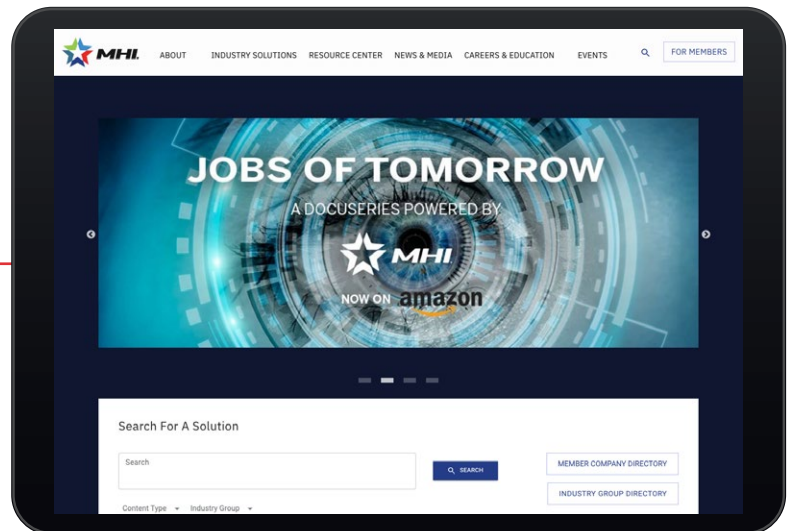 MHI.
ABOUT
INDUSTRY SOLUTIONS
RESOURCE CENTER
NEWS & MEDIA
CAREERS & EDUCATION
EVENTS
FOR MEMBERS
JOBS OF TOMORROW
A DOCUSERIES POWERED BY
MHI
NOW ON amazon
Search For A Solution
Search
SEARCH
MEMBER COMPANY DIRECTORY
Content Type
Industry Group
INDUSTRY GROUP DIRECTORY